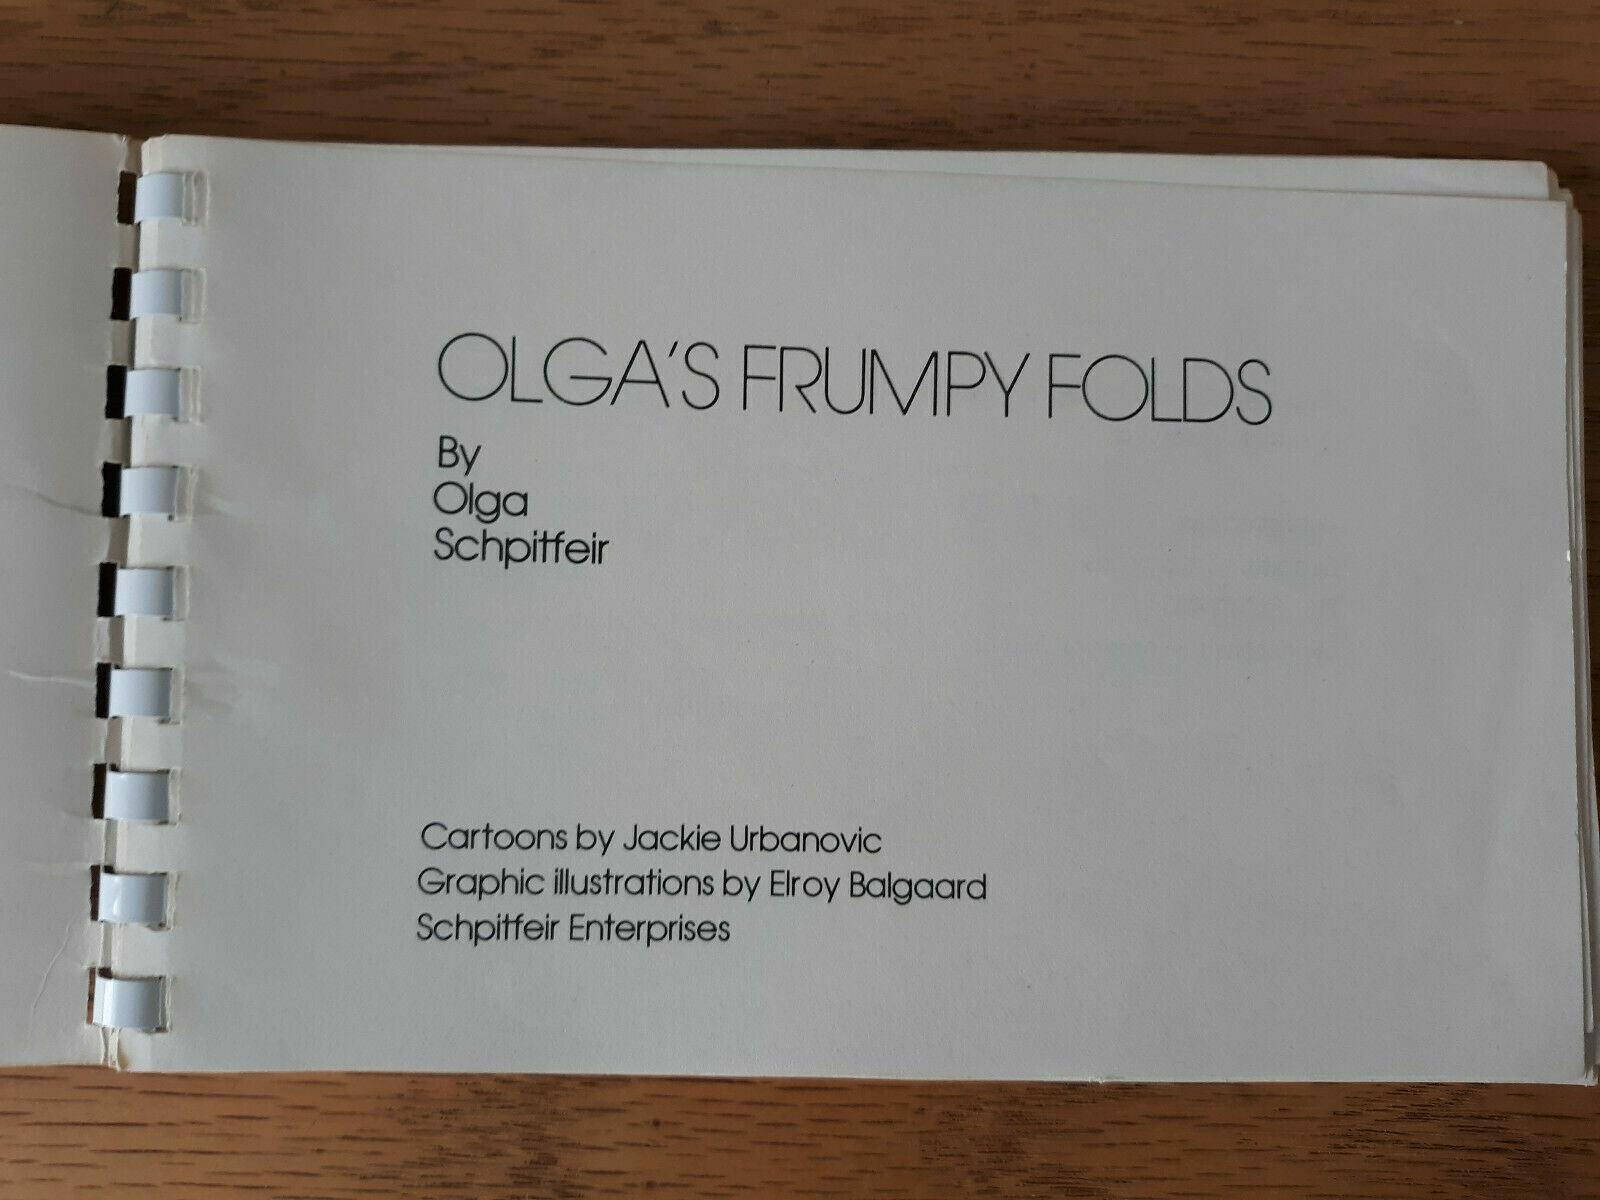 OLGA'S FRUMPY FOLDS
By
Olga
Schpitfeir
Cartoons by Jackie Urbanovic
Graphic illustrations by Elroy Balgaard
Schpitfeir Enterprises